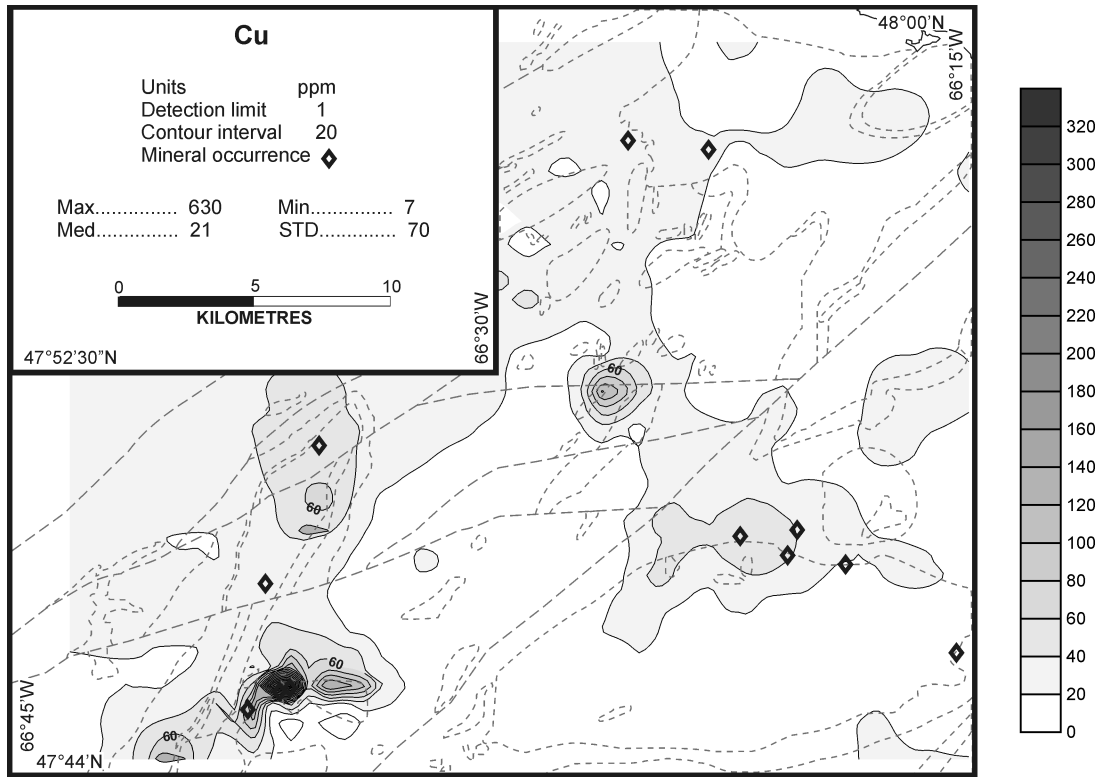 Cu
Units ppm
Detection limit 1
Contour interval 20
Mineral occurrence
Max............... 630 Min.............. 7
Med............... 21 STD.............. 70
0 5 10
KILOMETRES
47°52'30"N
66°30'W
48°00'N
66°15'W
60
60
60
60
66°45'W
47°44'N
320
300
280
260
240
220
200
180
160
140
120
100
80
60
40
20
0